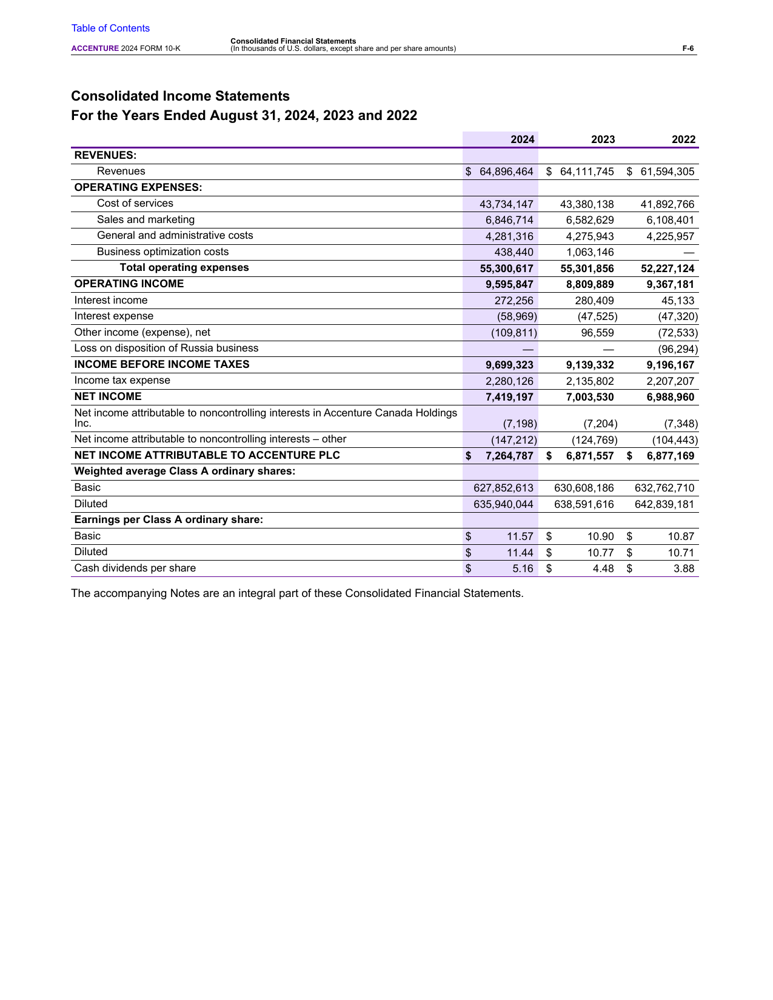 Table of Contents
ACCENTURE 2024 FORM 10-K
Consolidated Financial Statements
(In thousands of U.S. dollars, except share and per share amounts)
F-6
Consolidated Income Statements
For the Years Ended August 31, 2024, 2023 and 2022
2024 2023 2022
REVENUES:
Revenues $ 64,896,464 $ 64,111,745 $ 61,594,305
OPERATING EXPENSES:
Cost of services 43,734,147 43,380,138 41,892,766
Sales and marketing 6,846,714 6,582,629 6,108,401
General and administrative costs 4,281,316 4,275,943 4,225,957
Business optimization costs 438,440 1,063,146 —
Total operating expenses 55,300,617 55,301,856 52,227,124
OPERATING INCOME 9,595,847 8,809,889 9,367,181
Interest income 272,256 280,409 45,133
Interest expense (58,969) (47,525) (47,320)
Other income (expense), net (109,811) 96,559 (72,533)
Loss on disposition of Russia business — — (96,294)
INCOME BEFORE INCOME TAXES 9,699,323 9,139,332 9,196,167
Income tax expense 2,280,126 2,135,802 2,207,207
NET INCOME 7,419,197 7,003,530 6,988,960
Net income attributable to noncontrolling interests in Accenture Canada Holdings
Inc. (7,198) (7,204) (7,348)
Net income attributable to noncontrolling interests – other (147,212) (124,769) (104,443)
NET INCOME ATTRIBUTABLE TO ACCENTURE PLC $ 7,264,787 $ 6,871,557 $ 6,877,169
Weighted average Class A ordinary shares:
Basic 627,852,613 630,608,186 632,762,710
Diluted 635,940,044 638,591,616 642,839,181
Earnings per Class A ordinary share:
Basic $ 11.57 $ 10.90 $ 10.87
Diluted $ 11.44 $ 10.77 $ 10.71
Cash dividends per share $ 5.16 $ 4.48 $ 3.88
The accompanying Notes are an integral part of these Consolidated Financial Statements.